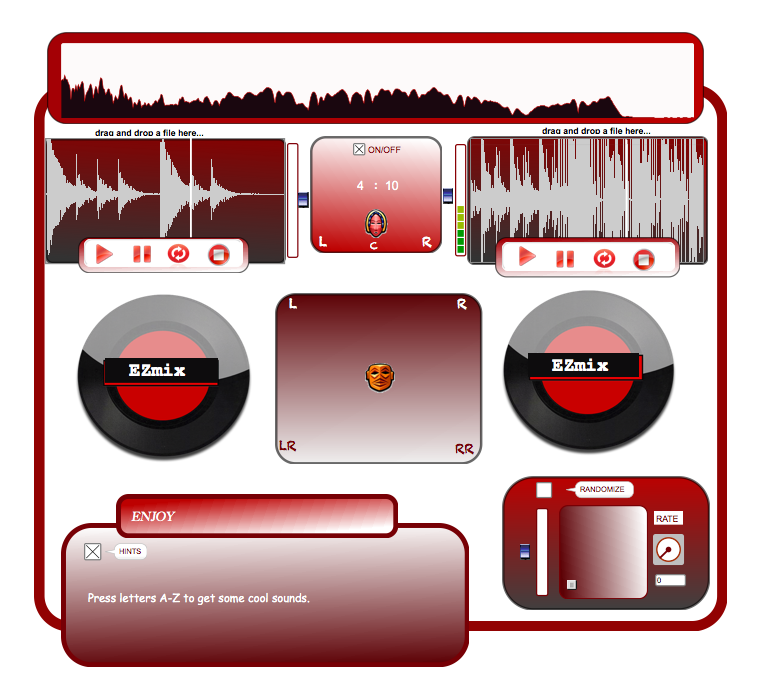 drag and drop a file here...
drag and drop a file here...
ON/OFF
4 : 10
L
C
R
EZmix
EZmix
L
R
LR
RR
ENJOY
HINTS
Press letters A-Z to get some cool sounds.
RANDOMIZE
RATE
0